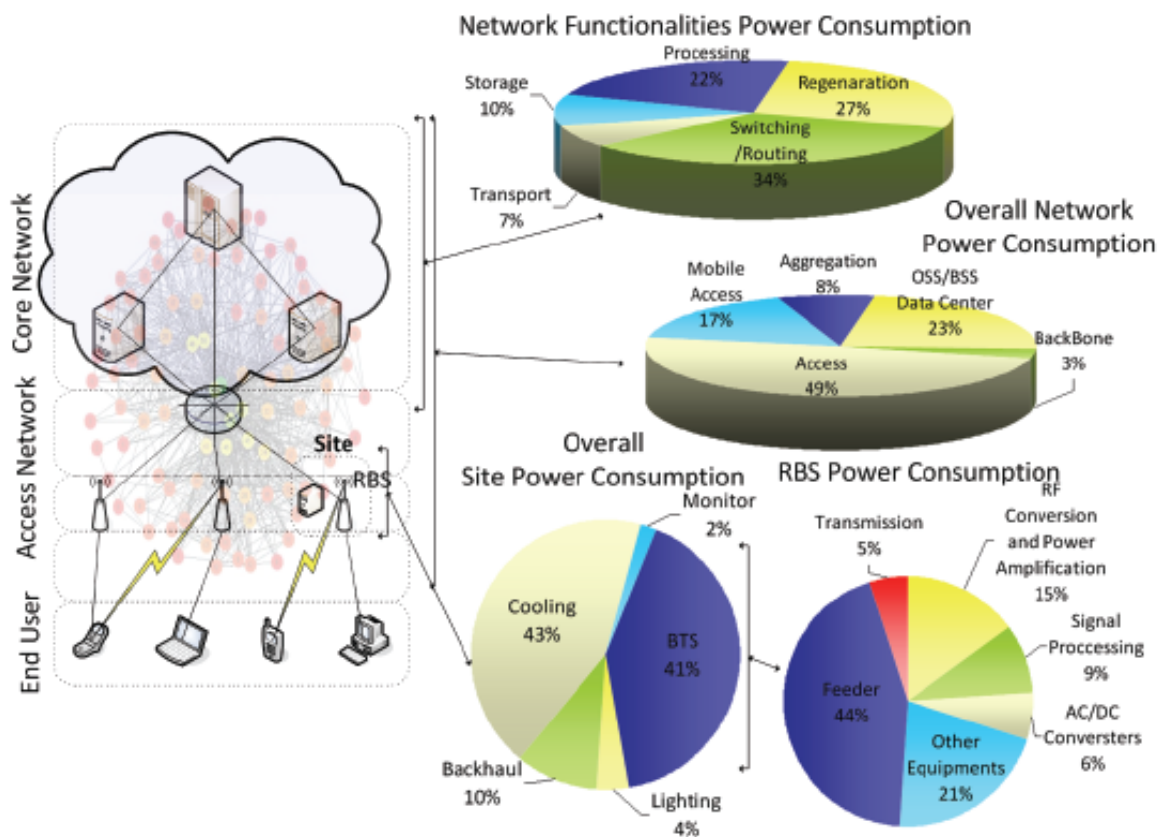 Network Functionalities Power Consumption
Processing
22%
Regenaration
27%
Storage
10%
Switching
/Routing
34%
Transport
7%
Overall Network
Power Consumption
Aggregation
8%
OSS/BSS
Data Center
23%
Mobile
Access
17%
BackBone
3%
Access
49%
Core Network
Access Network
End User
Site
RBS
Overall
Site Power Consumption
Monitor
2%
Cooling
43%
BTS
41%
Backhaul
10%
Lighting
4%
RBS Power Consumption
Transmission
5%
RF
Conversion
and Power
Amplification
15%
Signal
Proccessing
9%
AC/DC
Conversters
6%
Other
Equipments
21%
Feeder
44%